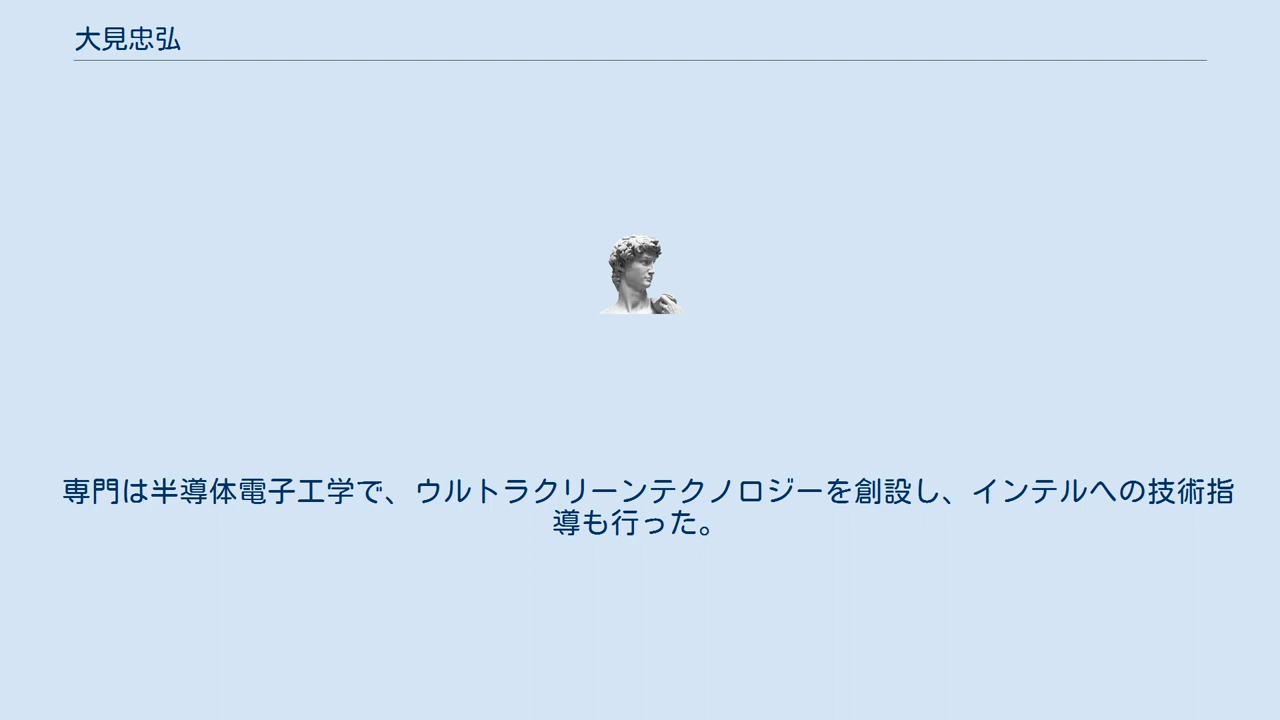 大見忠弘
専門は半導体電子工学で、ウルトラクリーンテクノロジーを創設し、インテルへの技術指
導も行った。